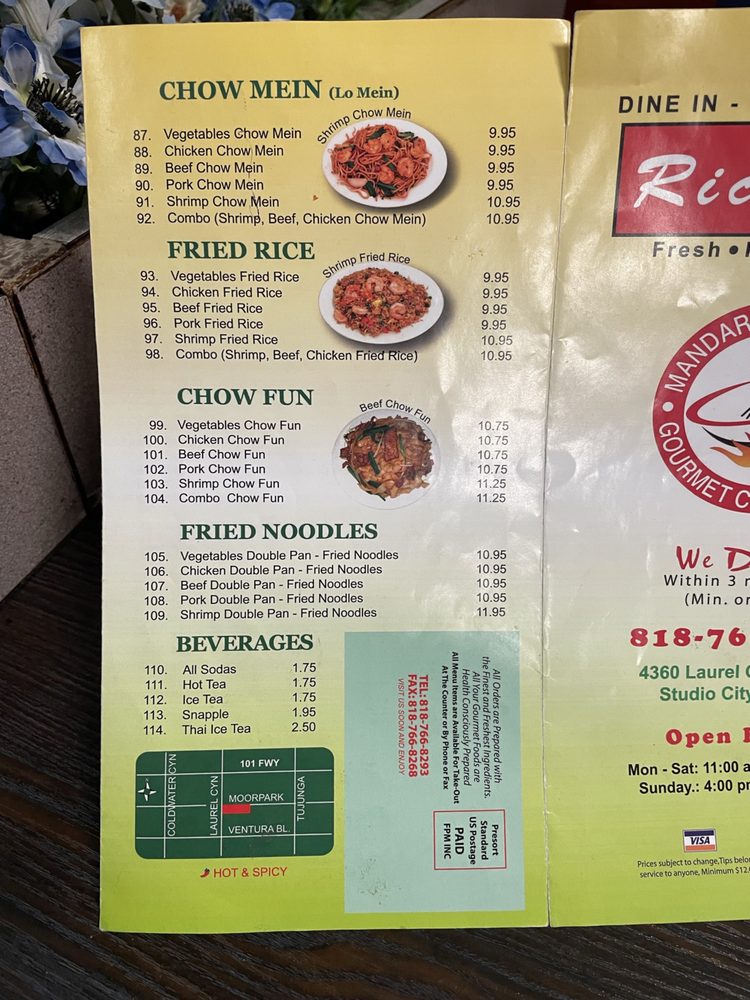 CHOW MEIN (Lo Mein)
Shrimp Chow Mein
87. Vegetables Chow Mein 9.95
88. Chicken Chow Mein 9.95
89. Beef Chow Mein 9.95
90. Pork Chow Mein 9.95
91. Shrimp Chow Mein 10.95
92. Combo (Shrimp, Beef, Chicken Chow Mein) 10.95
FRIED RICE
Shrimp Fried Rice
93. Vegetables Fried Rice 9.95
94. Chicken Fried Rice 9.95
95. Beef Fried Rice 9.95
96. Pork Fried Rice 9.95
97. Shrimp Fried Rice 10.95
98. Combo (Shrimp, Beef, Chicken Fried Rice) 10.95
CHOW FUN
Beef Chow Fun
99. Vegetables Chow Fun 10.75
100. Chicken Chow Fun 10.75
101. Beef Chow Fun 10.75
102. Pork Chow Fun 10.75
103. Shrimp Chow Fun 11.25
104. Combo Chow Fun 11.25
FRIED NOODLES
105. Vegetables Double Pan - Fried Noodles 10.95
106. Chicken Double Pan - Fried Noodles 10.95
107. Beef Double Pan - Fried Noodles 10.95
108. Pork Double Pan - Fried Noodles 10.95
109. Shrimp Double Pan - Fried Noodles 11.95
BEVERAGES
110. All Sodas 1.75
111. Hot Tea 1.75
112. Ice Tea 1.75
113. Snapple 1.95
114. Thai Ice Tea 2.50
101 FWY
COLDWATER CYN
LAUREL CYN
MOORPARK
TUJUNGA
VENTURA BL.
HOT & SPICY
All Orders are Prepared with
the Finest and Freshest Ingredients.
All Your Gourmet Foods are
Health Consciously Prepared
All Menu Items are Available For Take-Out
At The Counter or By Phone or Fax
TEL: 818-766-8293
FAX: 818-766-8268
VISIT US SOON AND ENJOY
Presort
Standard
US Postage
PAID
FPM INC
DINE IN -
Ric
Fresh •
MANDAR
GOURMET C
We D
Within 3
(Min. or
818-76
4360 Laurel
Studio City
Open
Mon - Sat: 11:00 a
Sunday.: 4:00 p
VISA
Prices subject to change, Tips belo
service to anyone, Minimum $12.